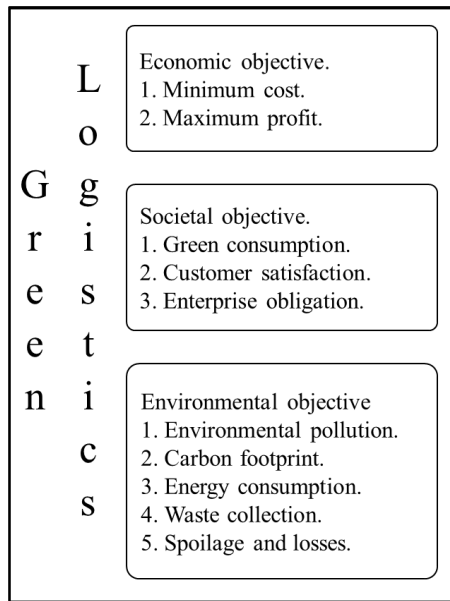 Green
Logistics
Economic objective.
1. Minimum cost.
2. Maximum profit.
Societal objective.
1. Green consumption.
2. Customer satisfaction.
3. Enterprise obligation.
Environmental objective
1. Environmental pollution.
2. Carbon footprint.
3. Energy consumption.
4. Waste collection.
5. Spoilage and losses.